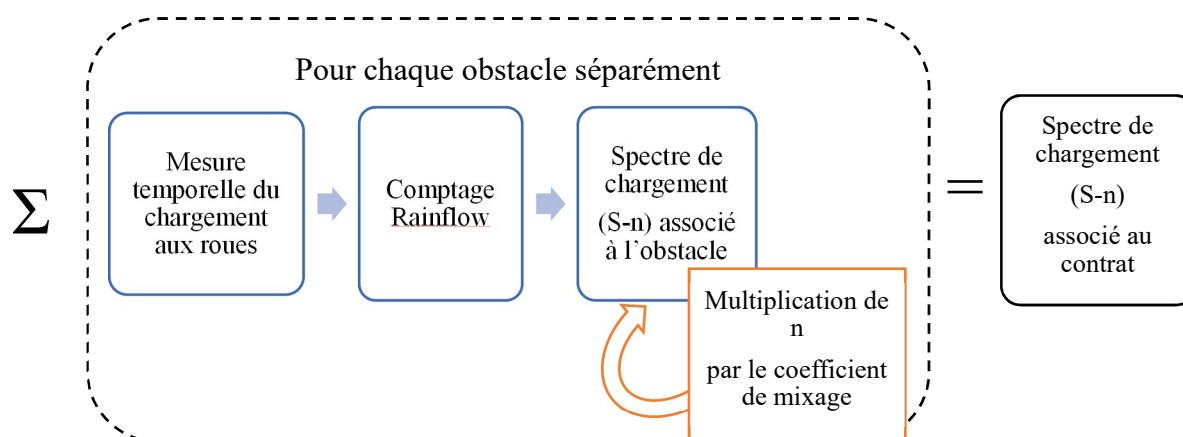 Pour chaque obstacle séparément
Σ
Mesure
temporelle du
chargement
aux roues
Comptage
Rainflow
Spectre de
chargement
(S-n) associé
à l’obstacle
Multiplication de
n
par le coefficient
de mixage
=
Spectre de
chargement
(S-n)
associé au
contrat